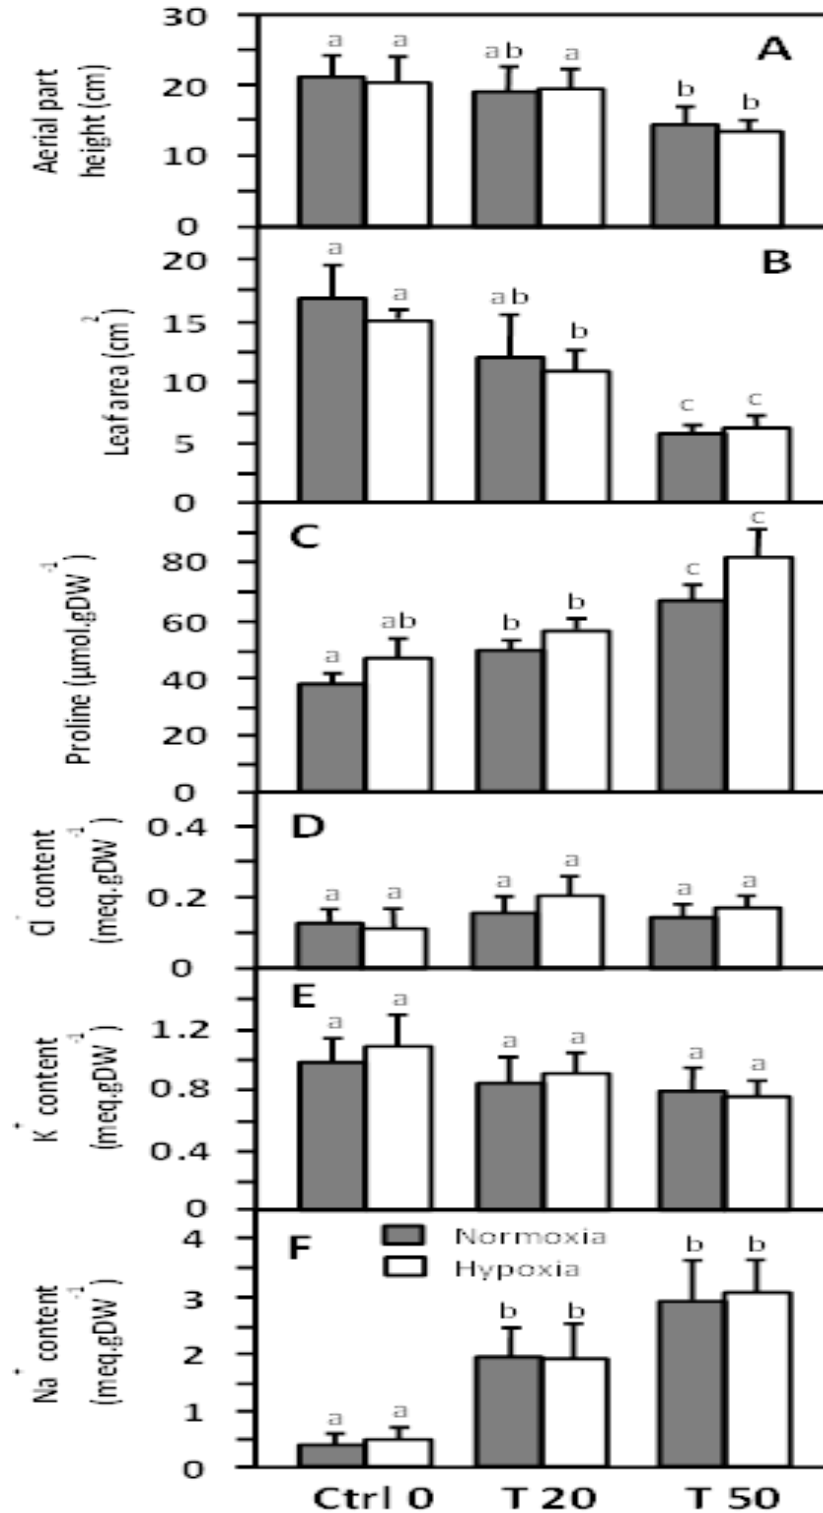 30
20
10
0
Aerial part
height (cm)
A
a
a
a b
a
b
b
20
15
10
5
0
Leaf area (cm²)
B
a
a
a b
b
c
c
80
60
40
20
0
Proline (µmol.gDW⁻¹)
C
a
ab
b
b
c
c
0.4
0.2
0
Cl⁻ content
(meq.gDW⁻¹)
D
a
a
a
a
a
a
1.2
0.8
0.4
0
K⁺ content
(meq.gDW⁻¹)
E
a
a
a
a
a
a
4
3
2
1
0
Na⁺ content
(meq.gDW⁻¹)
F
Normoxia
Hypoxia
a
a
b
b
b
b
Ctrl 0
T 20
T 50